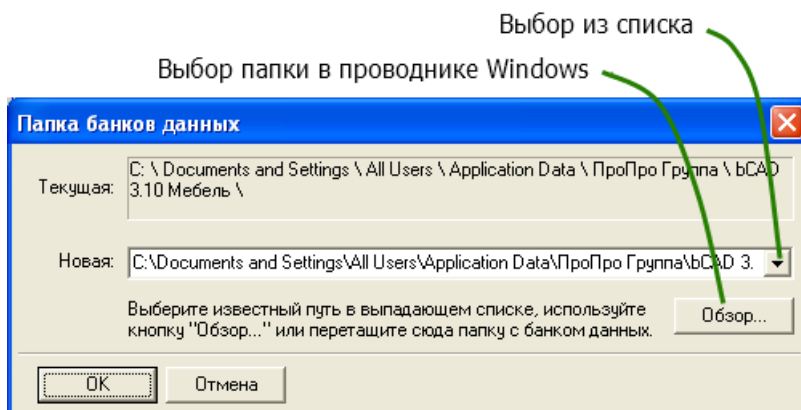 Выбор из списка
Выбор папки в проводнике Windows
Папка банков данных
Текущая:
C: \ Documents and Settings \ All Users \ Application Data \ ПроПро Группа \ bCAD
3.10 Мебель \
Новая:
C:\Documents and Settings\All Users\Application Data\ПроПро Группа\bCAD 3.
Выберите известный путь в выпадающем списке, используйте
кнопку "Обзор..." или перетащите сюда папку с банком данных.
Обзор...
OK
Отмена